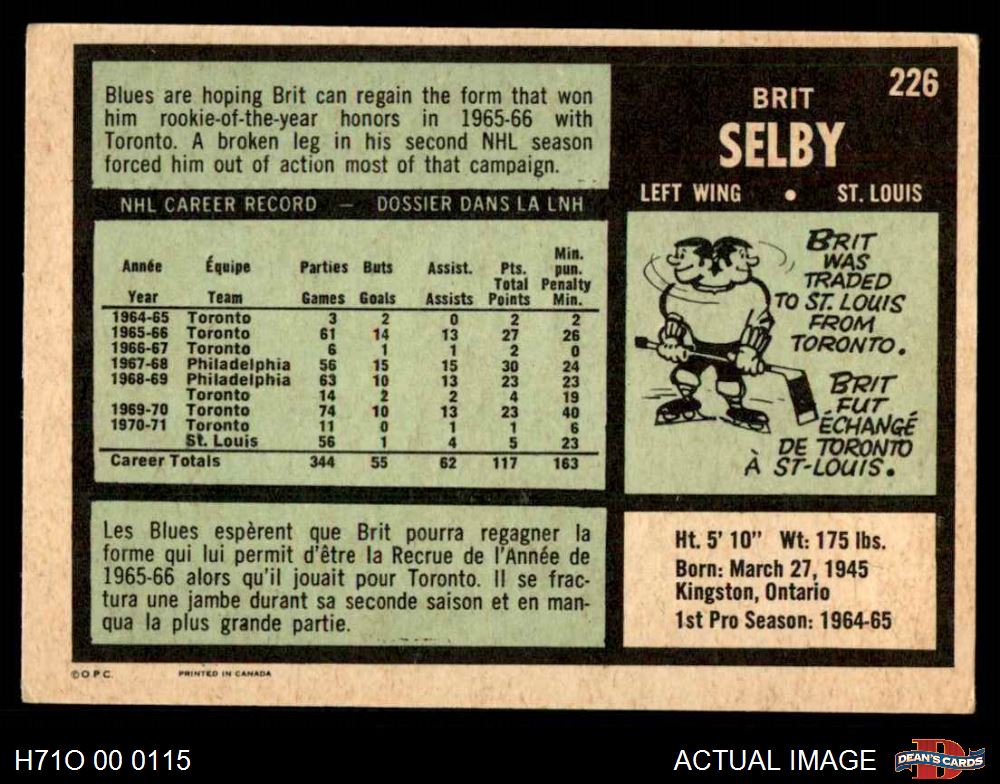 226
BRIT
SELBY
LEFT WING • ST. LOUIS
Blues are hoping Brit can regain the form that won
him rookie-of-the-year honors in 1965-66 with
Toronto. A broken leg in his second NHL season
forced him out of action most of that campaign.
NHL CAREER RECORD — DOSSIER DANS LA LNH
Année Équipe Parties Buts Assist. Pts. Total Min. pun.
Year Team Games Goals Assists Points Penalty Min.
1964-65 Toronto 3 2 0 2 2
1965-66 Toronto 61 14 13 27 26
1966-67 Toronto 6 1 1 2 0
1967-68 Philadelphia 56 15 15 30 24
1968-69 Philadelphia 63 10 13 23 23
Toronto 14 2 2 4 19
1969-70 Toronto 74 10 13 23 40
1970-71 Toronto 11 0 1 1 6
St. Louis 56 1 4 5 23
Career Totals 344 55 62 117 163
BRIT
WAS
TRADED
TO ST. LOUIS
FROM
TORONTO.
BRIT
FUT
ÉCHANGÉ
DE TORONTO
À ST-LOUIS.
Les Blues espèrent que Brit pourra regagner la
forme qui lui permit d'être la Recrue de l'Année de
1965-66 alors qu'il jouait pour Toronto. Il se frac-
tura une jambe durant sa seconde saison et en man-
qua la plus grande partie.
Ht. 5' 10" Wt: 175 lbs.
Born: March 27, 1945
Kingston, Ontario
1st Pro Season: 1964-65
© O.P.C. PRINTED IN CANADA
H71O 00 0115
ACTUAL IMAGE
D
DEAN'S CARDS